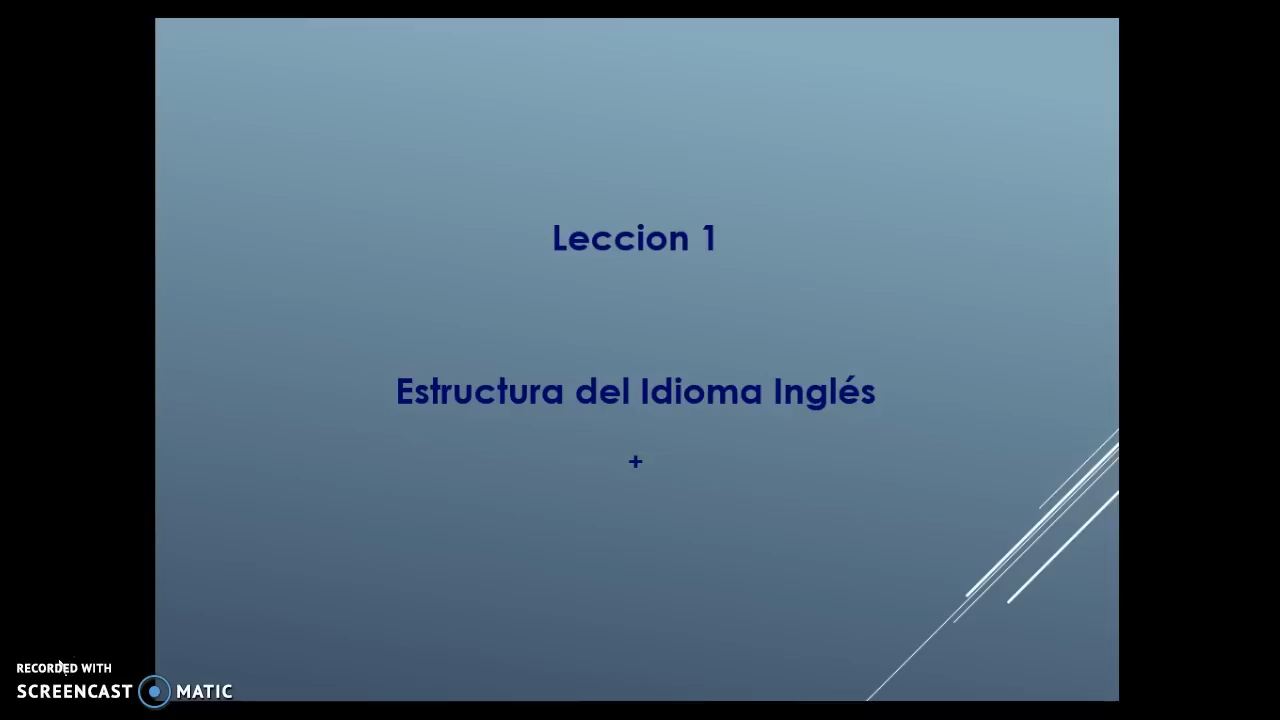 Leccion 1
Estructura del Idioma Inglés
+
RECORDED WITH
SCREENCAST MATIC